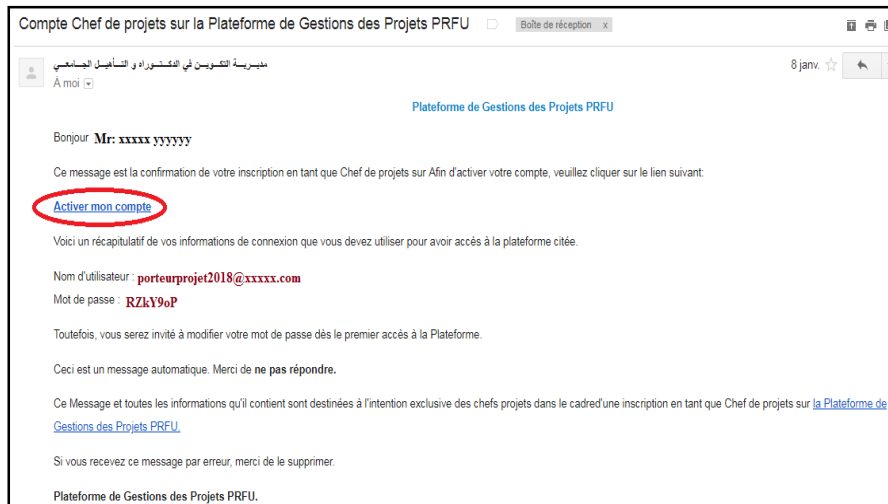 Compte Chef de projets sur la Plateforme de Gestions des Projets PRFU Boîte de réception x
مديـريـــة التكـويــن في الدكـتــوراه و التــأهيــل الجــامعــي 8 janv.
À moi
Plateforme de Gestions des Projets PRFU
Bonjour Mr: xxxxx yyyyyy
Ce message est la confirmation de votre inscription en tant que Chef de projets sur Afin d'activer votre compte, veuillez cliquer sur le lien suivant:
Activer mon compte
Voici un récapitulatif de vos informations de connexion que vous devez utiliser pour avoir accès à la plateforme citée.
Nom d'utilisateur : porteurprojet2018@xxxxx.com
Mot de passe : RZkY9oP
Toutefois, vous serez invité à modifier votre mot de passe dès le premier accès à la Plateforme.
Ceci est un message automatique. Merci de ne pas répondre.
Ce Message et toutes les informations qu'il contient sont destinées à l'intention exclusive des chefs projets dans le cadred'une inscription en tant que Chef de projets sur la Plateforme de
Gestions des Projets PRFU.
Si vous recevez ce message par erreur, merci de le supprimer.
Plateforme de Gestions des Projets PRFU.